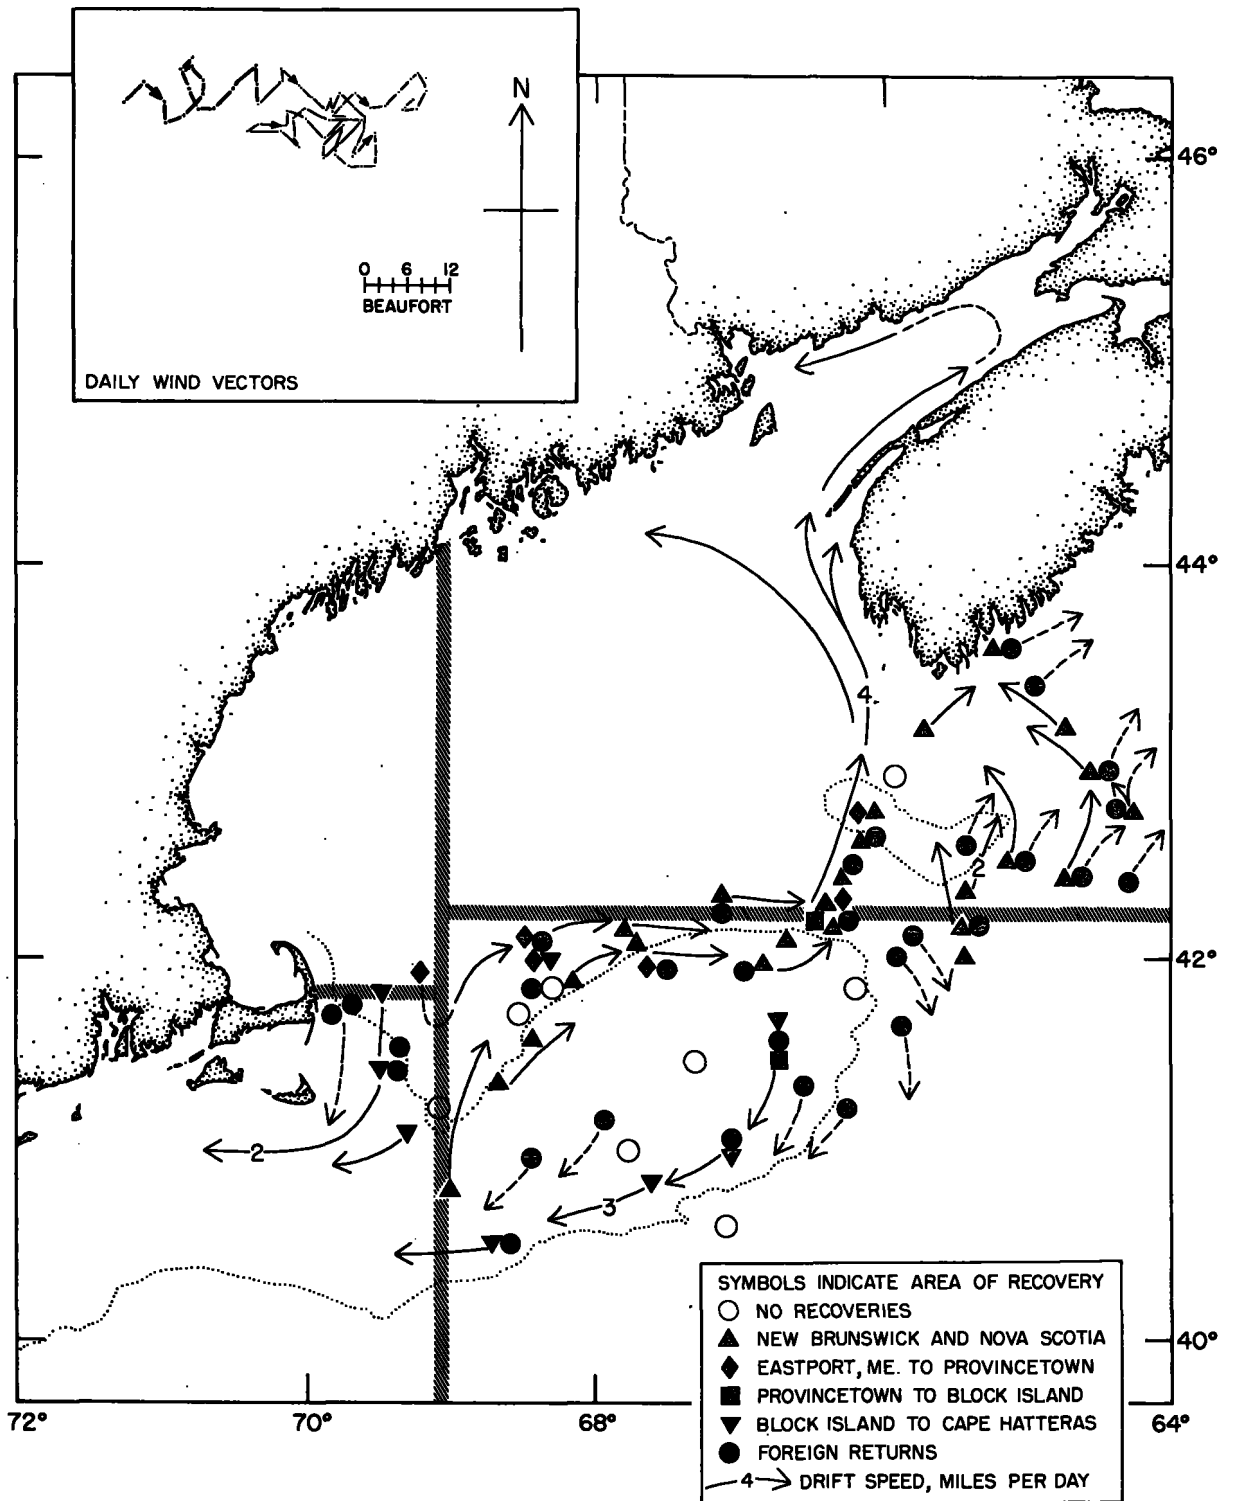 N
0 6 12
BEAUFORT
DAILY WIND VECTORS
46°
44°
4
2
42°
2
3
SYMBOLS INDICATE AREA OF RECOVERY
NO RECOVERIES
NEW BRUNSWICK AND NOVA SCOTIA
40°
EASTPORT, ME. TO PROVINCETOWN
PROVINCETOWN TO BLOCK ISLAND
72° 70° 68° BLOCK ISLAND TO CAPE HATTERAS 64°
FOREIGN RETURNS
4 DRIFT SPEED, MILES PER DAY